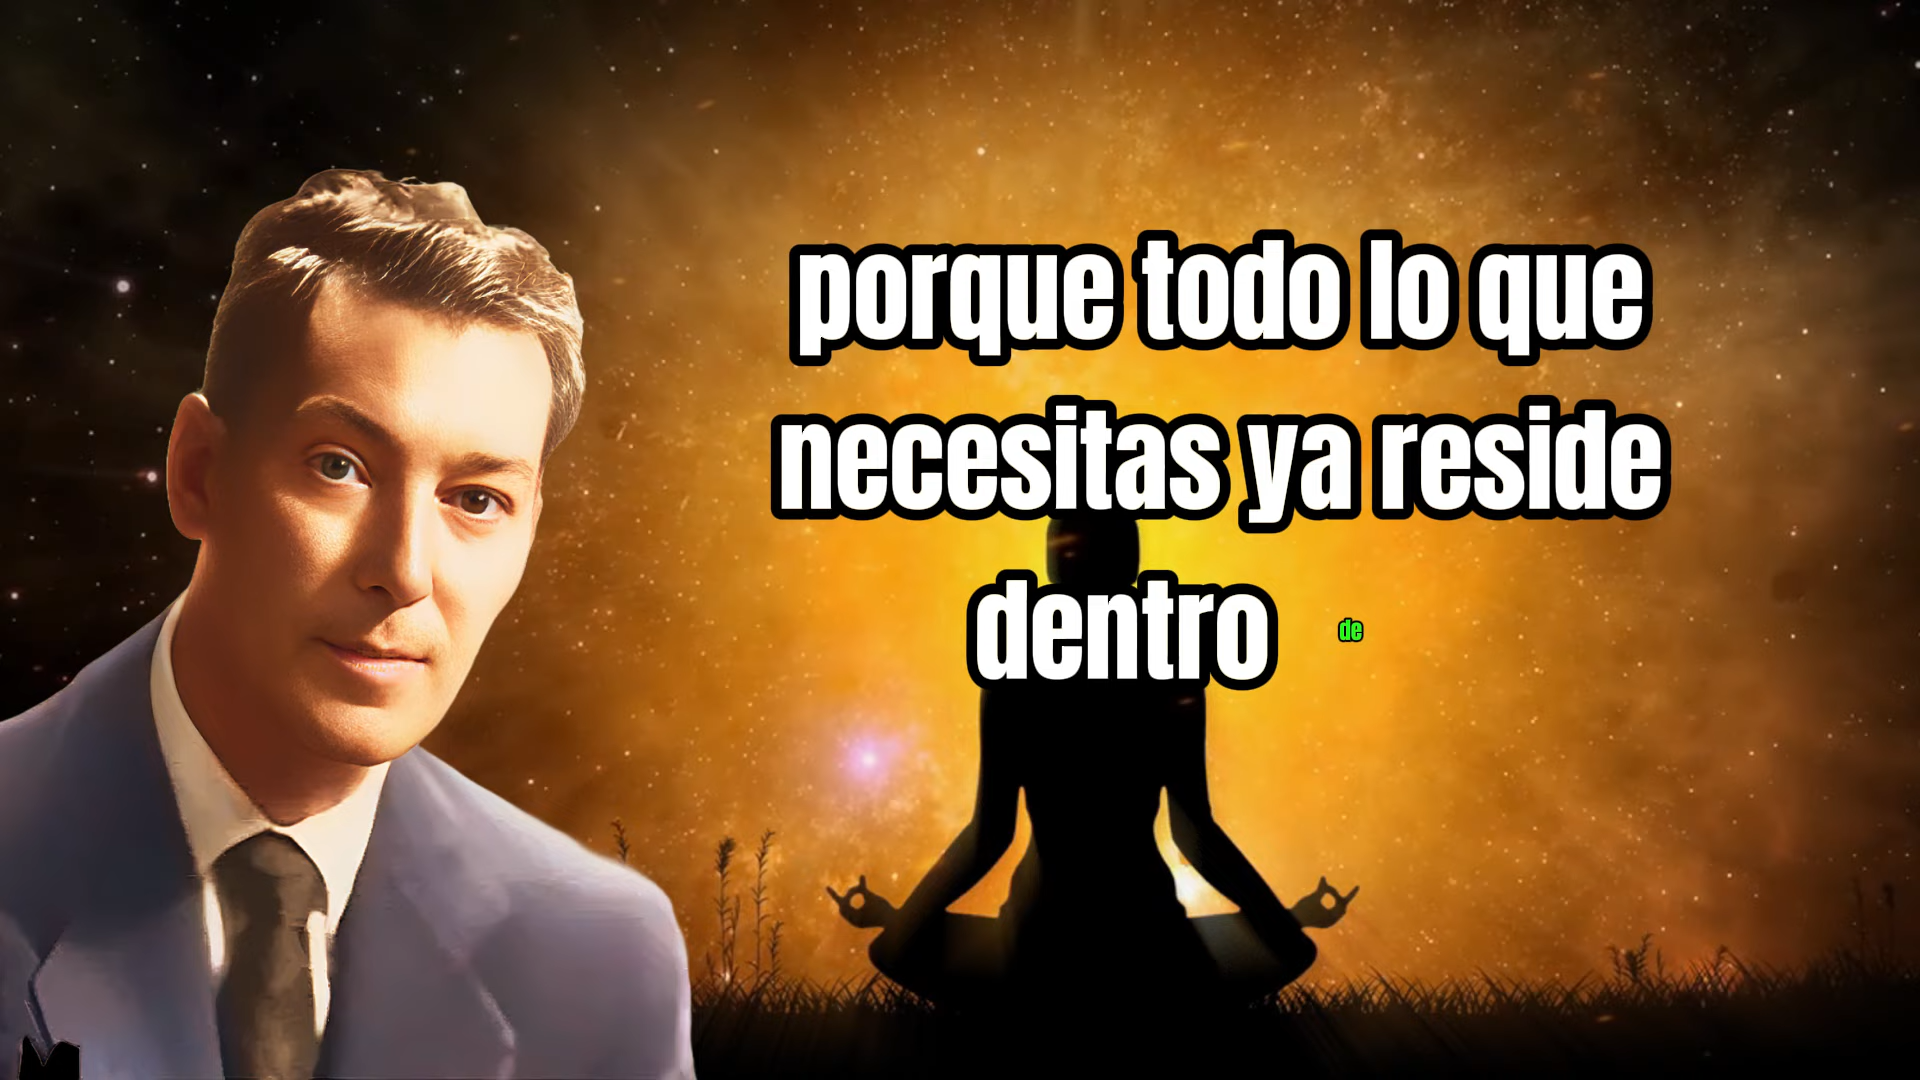 porque todo lo que
necesitas ya reside
dentro de